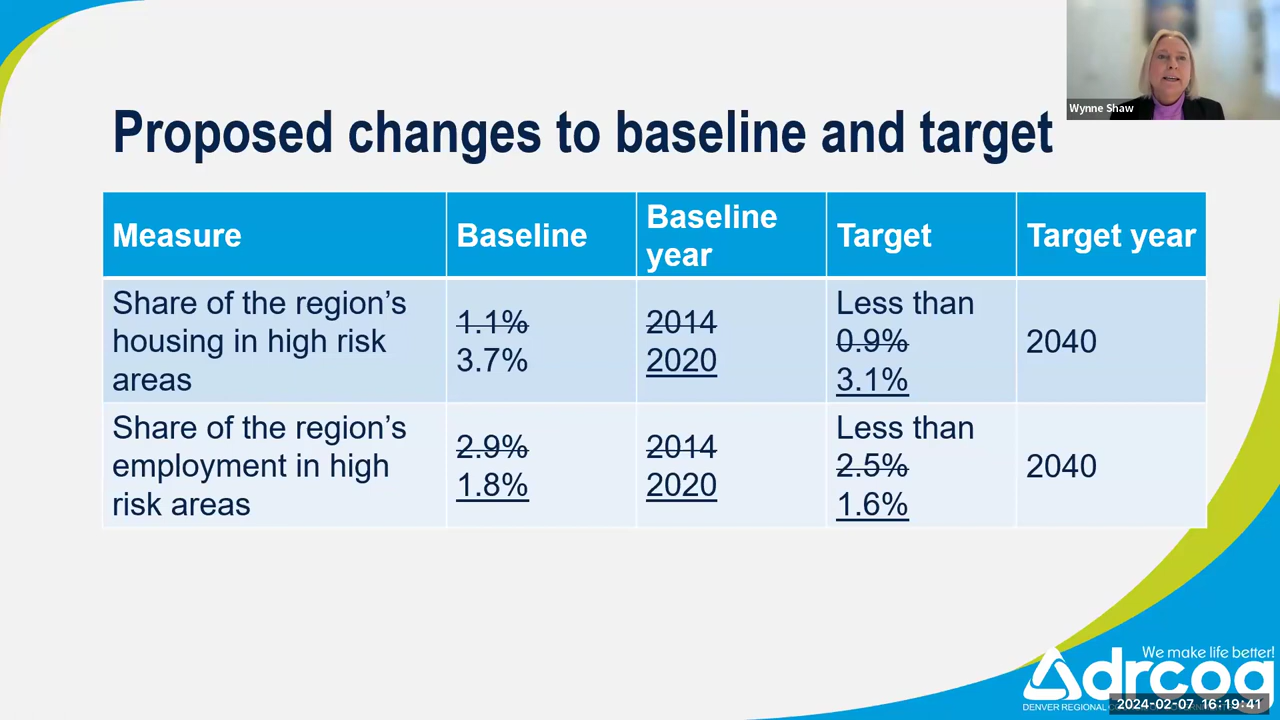 Proposed changes to baseline and target
Wynne Shaw
Measure
Baseline
Baseline
year
Target
Target year
Share of the region’s
housing in high risk
areas
1.1%
3.7%
2014
2020
Less than
0.9%
3.1%
2040
Share of the region’s
employment in high
risk areas
2.9%
1.8%
2014
2020
Less than
2.5%
1.6%
2040
We make life better!
drcog
DENVER REGIONAL
2024-02-07 16:19:41